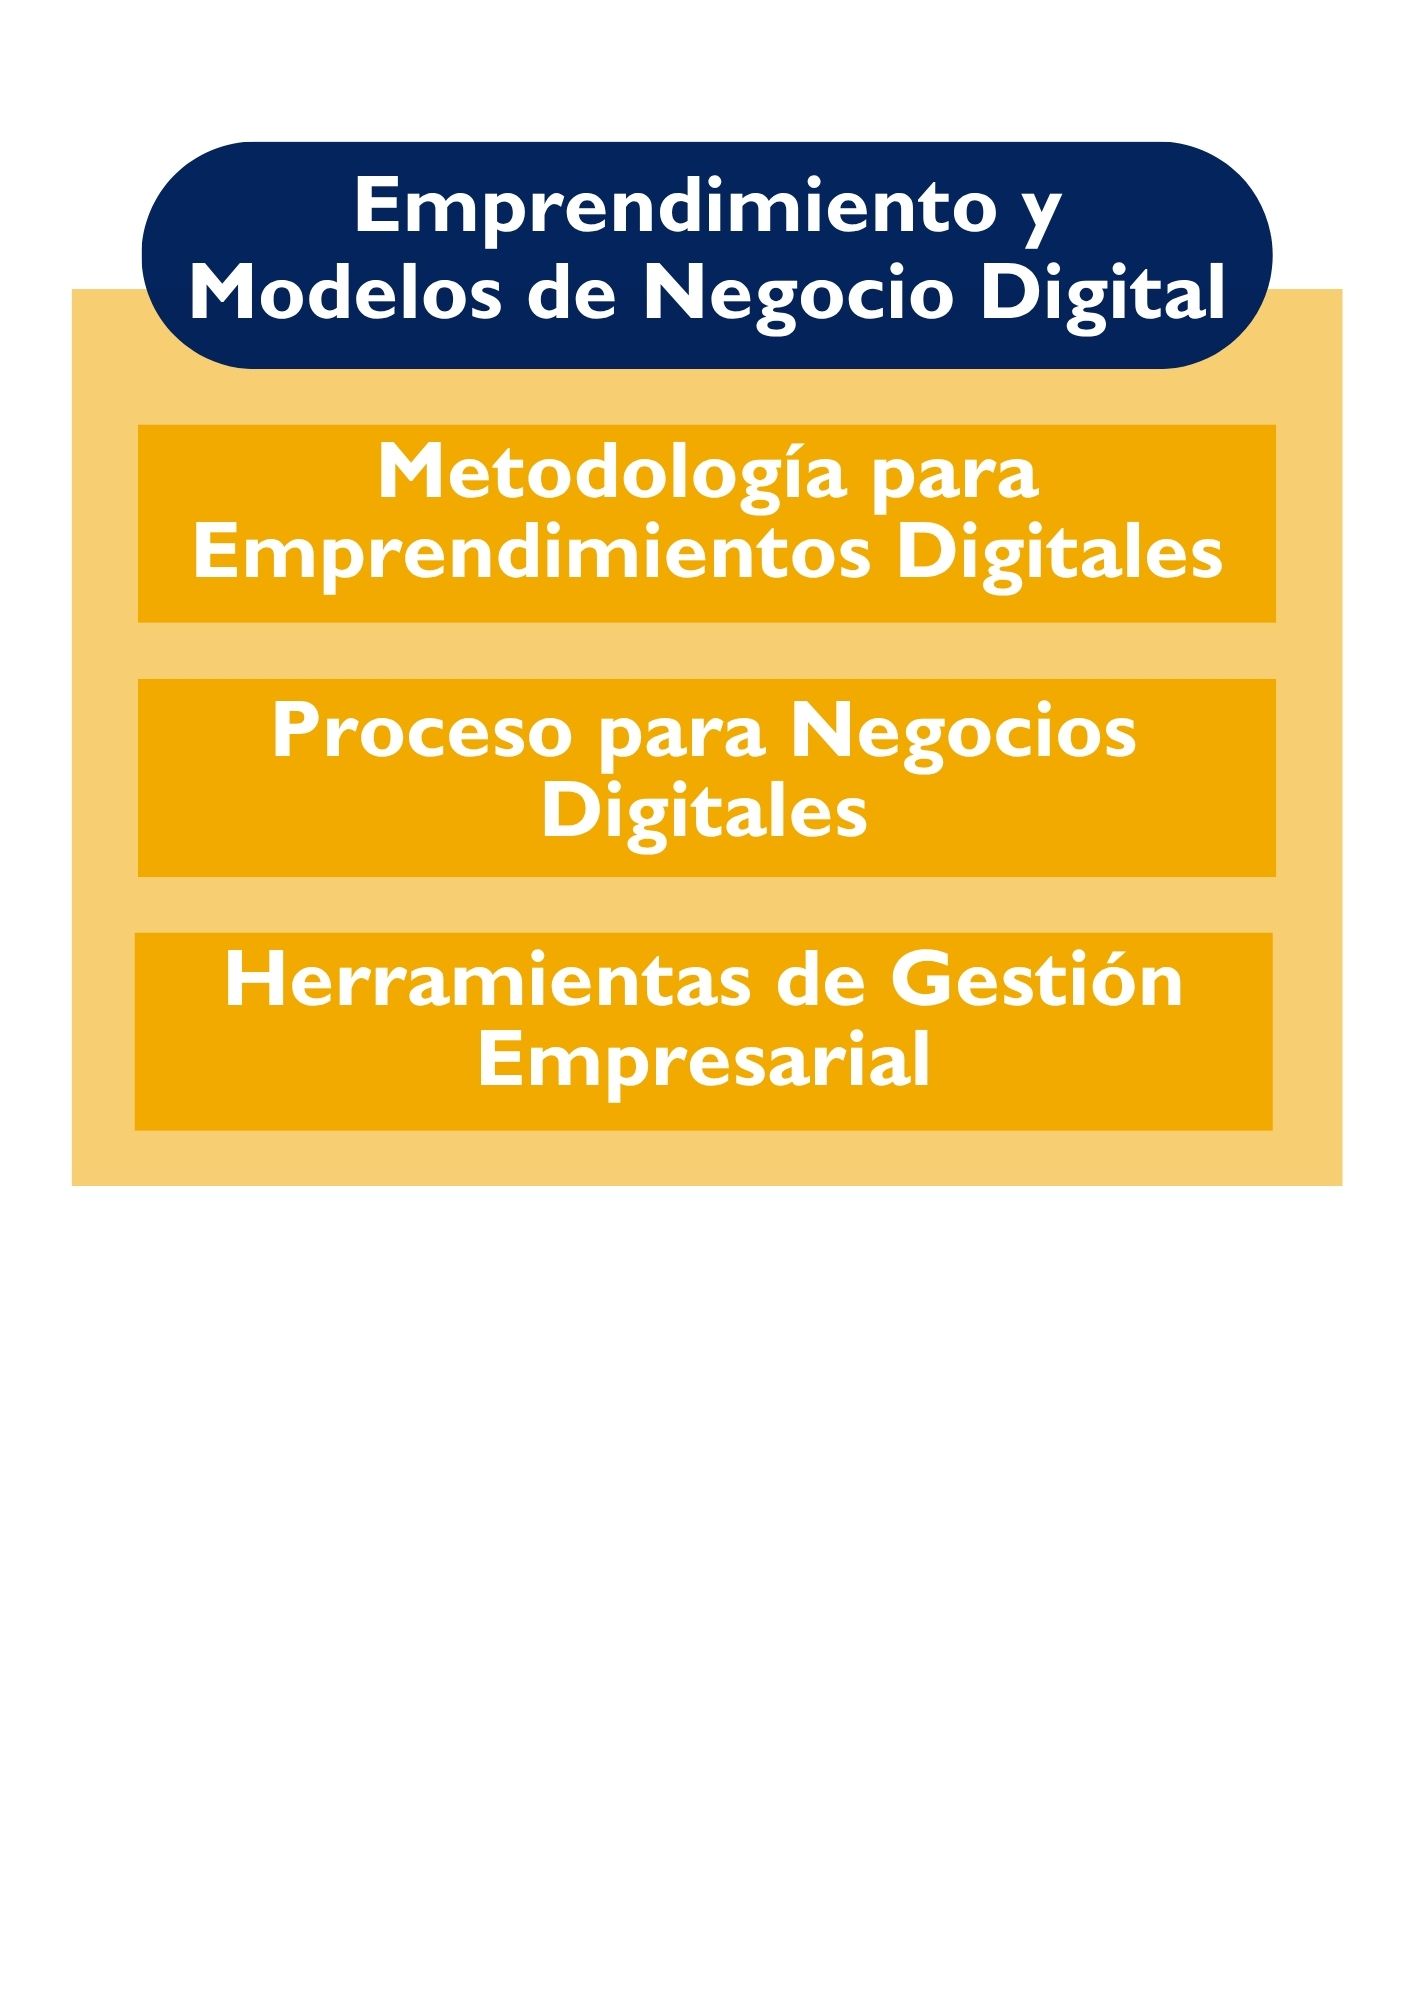 Emprendimiento y
Modelos de Negocio Digital
Metodología para
Emprendimientos Digitales
Proceso para Negocios
Digitales
Herramientas de Gestión
Empresarial